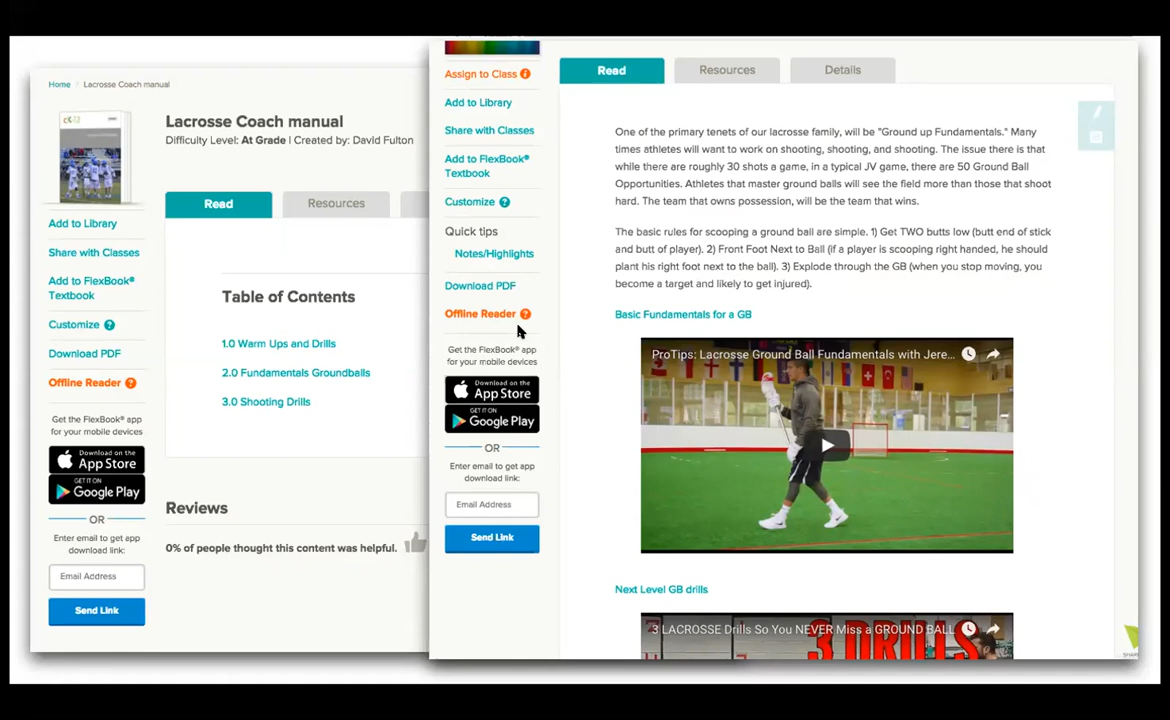 Home / Lacrosse Coach manual
ck-12
Lacrosse Coach manual
Difficulty Level: At Grade | Created by: David Fulton
Read
Resources
Add to Library
Share with Classes
Add to FlexBook®
Textbook
Customize ?
Download PDF
Offline Reader ?
Get the FlexBook® app
for your mobile devices
Download on the
App Store
GET IT ON
Google Play
OR
Enter email to get app
download link:
Email Address
Send Link
Table of Contents
1.0 Warm Ups and Drills
2.0 Fundamentals Groundballs
3.0 Shooting Drills
Reviews
0% of people thought this content was helpful.
Assign to Class i
Add to Library
Share with Classes
Add to FlexBook®
Textbook
Customize ?
Quick tips
Notes/Highlights
Download PDF
Offline Reader ?
Get the FlexBook® app
for your mobile devices
Download on the
App Store
GET IT ON
Google Play
OR
Enter email to get app
download link:
Email Address
Send Link
Read
Resources
Details
One of the primary tenets of our lacrosse family, will be "Ground up Fundamentals." Many
times athletes will want to work on shooting, shooting, and shooting. The issue there is that
while there are roughly 30 shots a game, in a typical JV game, there are 50 Ground Ball
Opportunities. Athletes that master ground balls will see the field more than those that shoot
hard. The team that owns possession, will be the team that wins.
The basic rules for scooping a ground ball are simple. 1) Get TWO butts low (butt end of stick
and butt of player). 2) Front Foot Next to Ball (if a player is scooping right handed, he should
plant his right foot next to the ball). 3) Explode through the GB (when you stop moving, you
become a target and likely to get injured).
Basic Fundamentals for a GB
ProTips: Lacrosse Ground Ball Fundamentals with Jere...
Next Level GB drills
3 LACROSSE Drills So You NEVER Miss a GROUND BALL
3 DRILLS